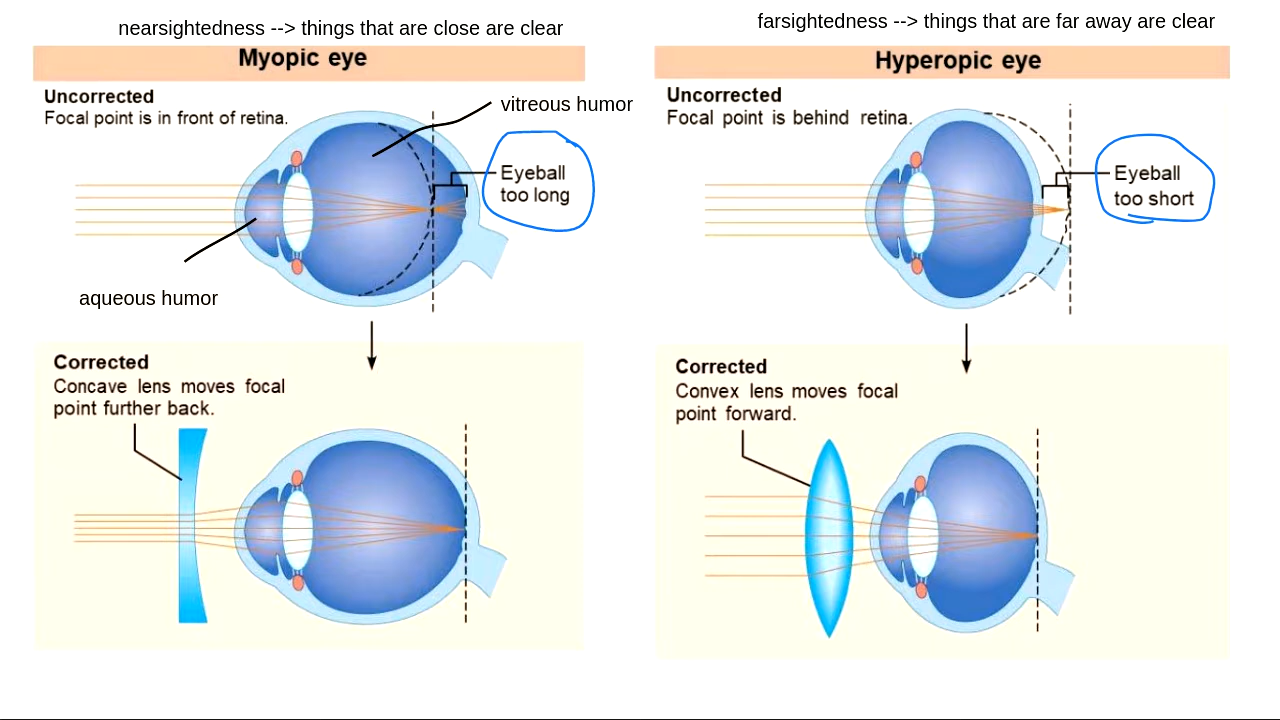 nearsightedness --> things that are close are clear
Myopic eye
Uncorrected
Focal point is in front of retina.
vitreous humor
Eyeball
too long
aqueous humor
Corrected
Concave lens moves focal
point further back.
farsightedness --> things that are far away are clear
Hyperopic eye
Uncorrected
Focal point is behind retina.
Eyeball
too short
Corrected
Convex lens moves focal
point forward.